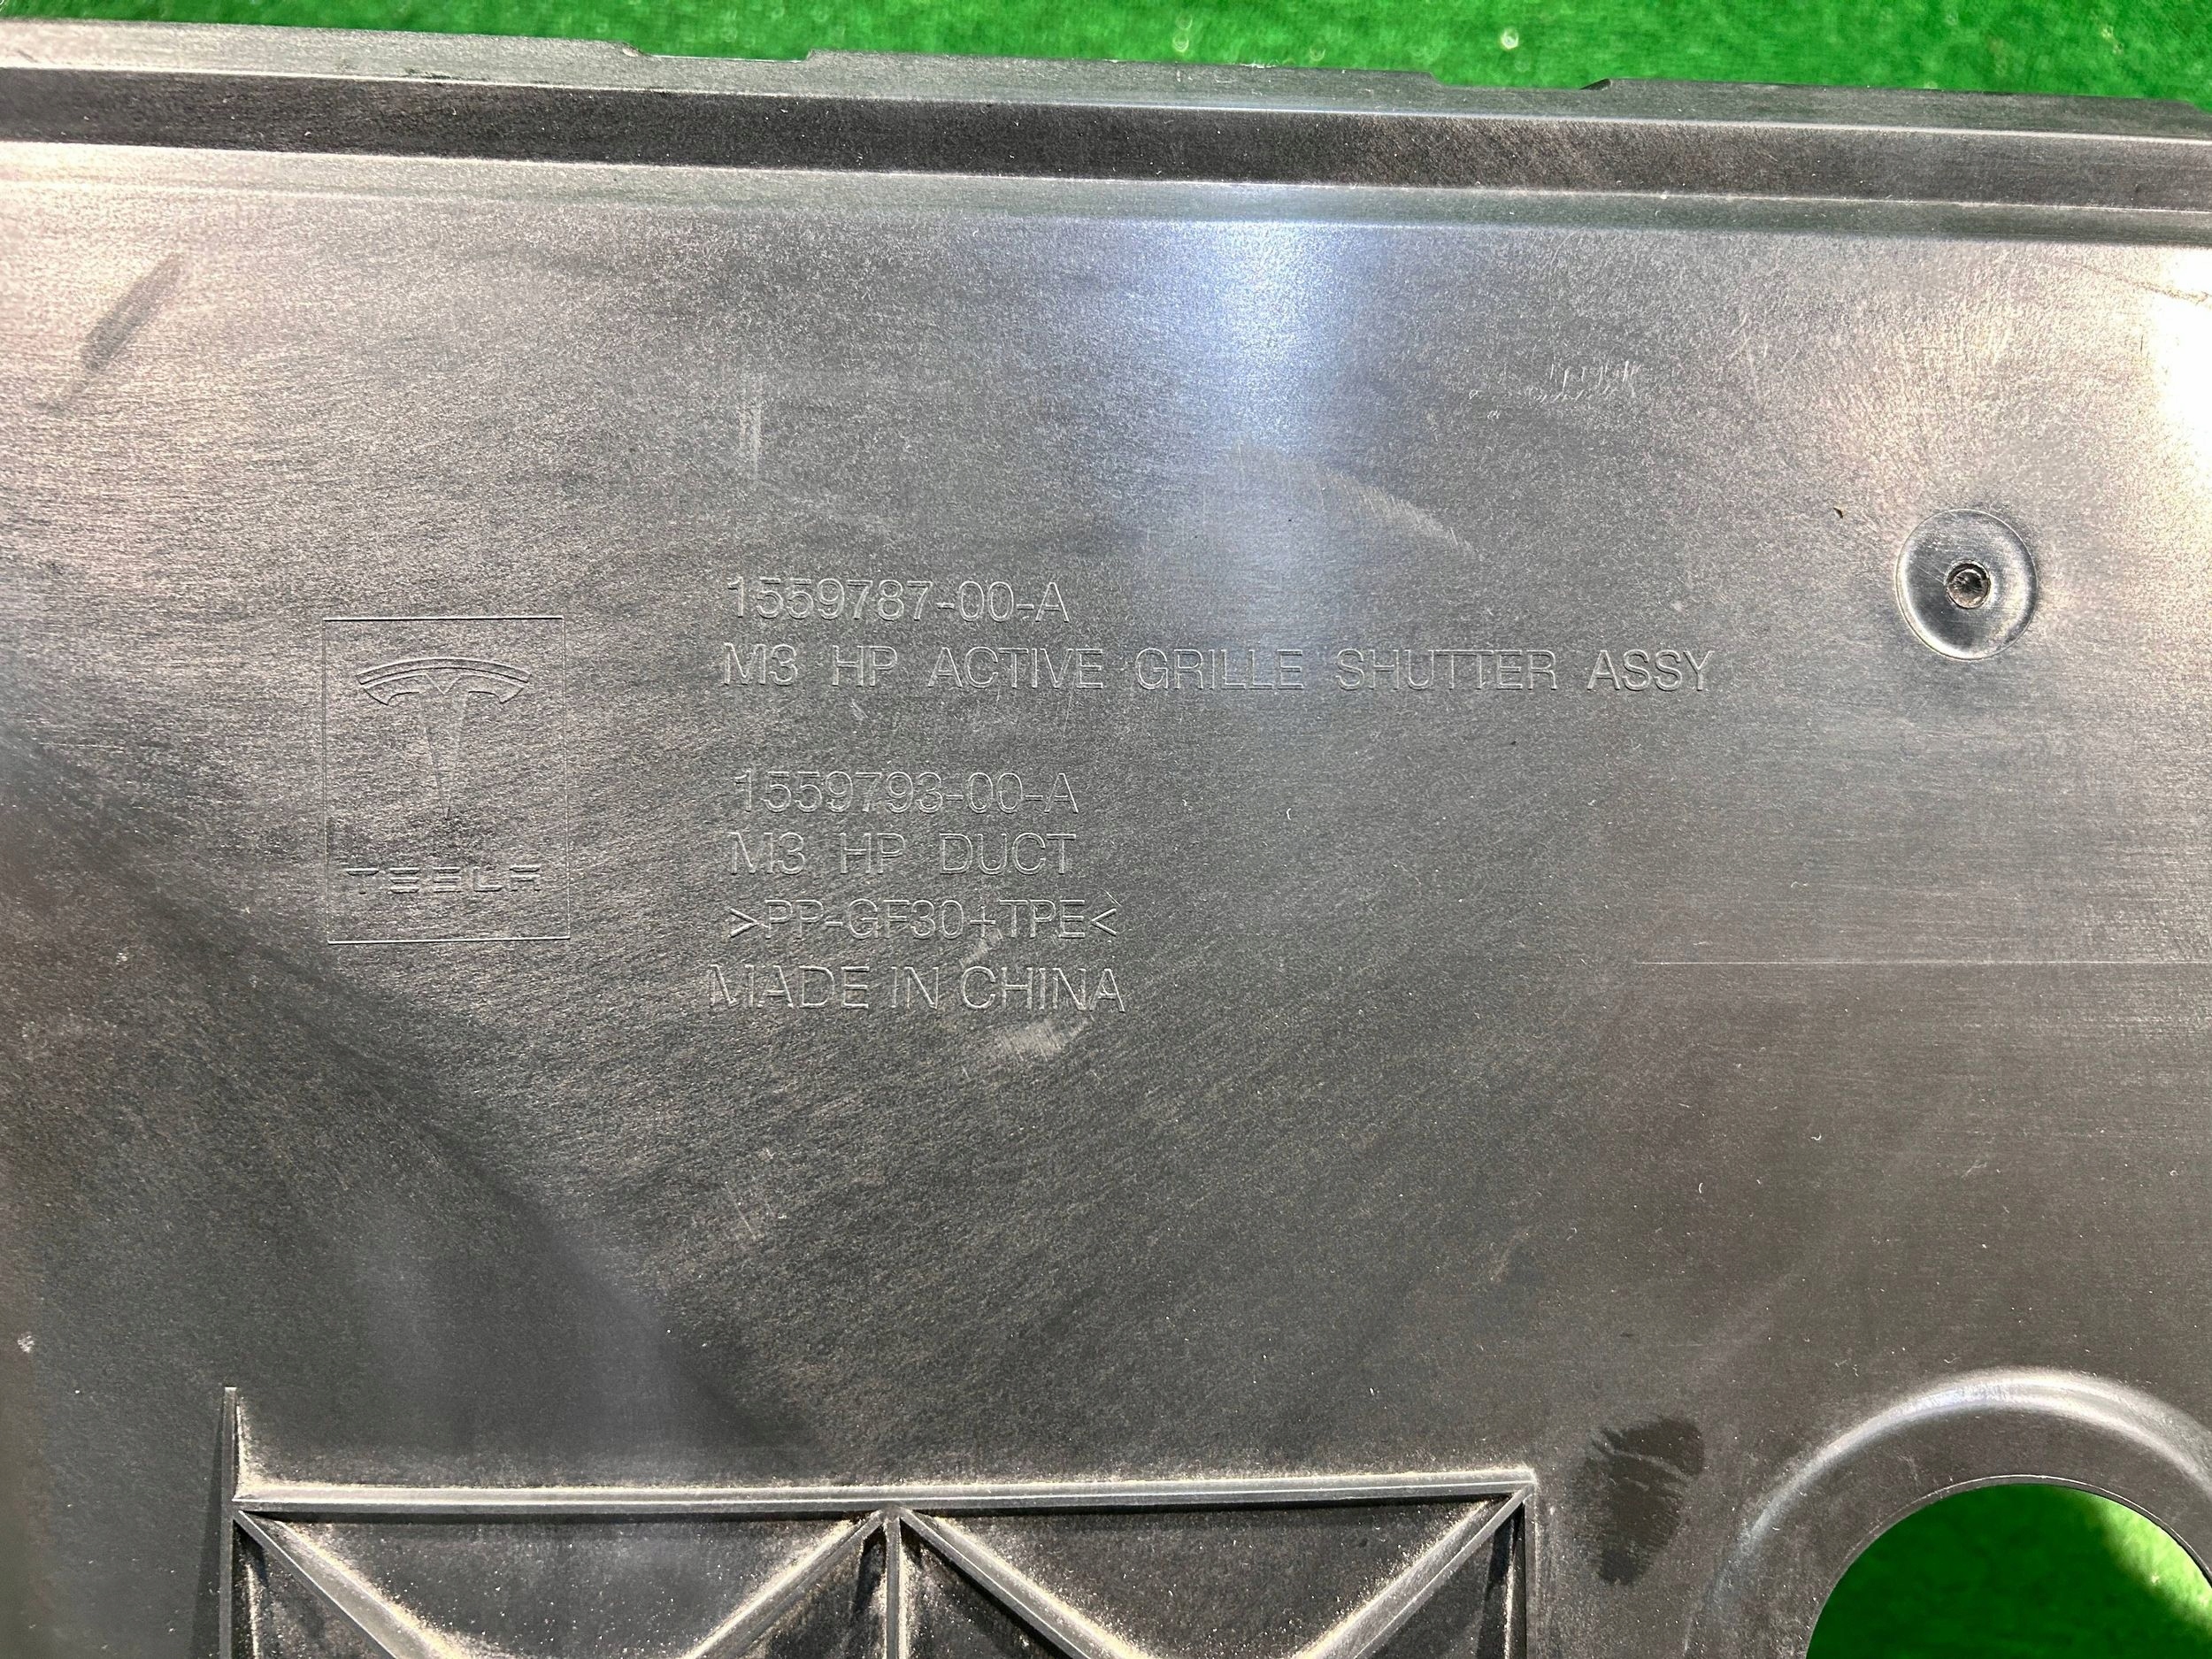 1559787-00-A
M3 HP ACTIVE GRILLE SHUTTER ASSY
1559793-00-A
M3 HP DUCT
>PP-GF30+TPE<
MADE IN CHINA
TESLA